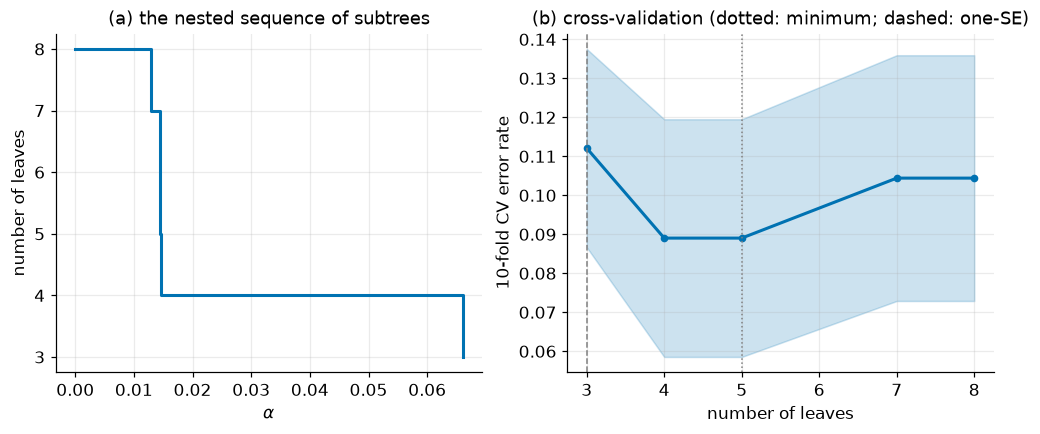 (a) the nested sequence of subtrees
8
7
6
5
4
3
number of leaves
0.00 0.01 0.02 0.03 0.04 0.05 0.06
α
(b) cross-validation (dotted: minimum; dashed: one-SE)
0.14
0.13
0.12
0.11
0.10
0.09
0.08
0.07
0.06
10-fold CV error rate
3 4 5 6 7 8
number of leaves